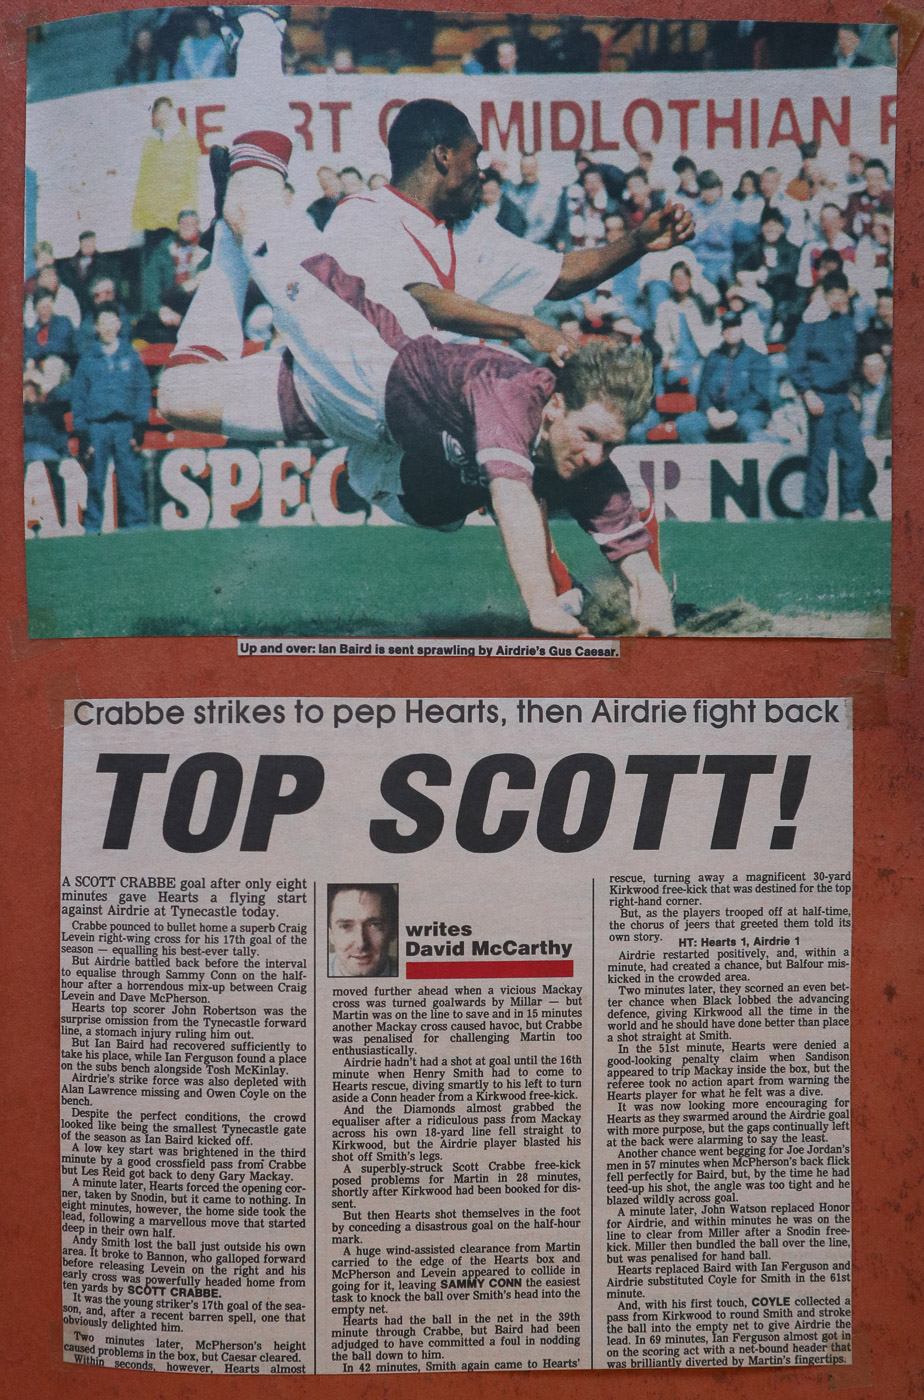 HEART OF MIDLOTHIAN F
AM SPEC R NORT
Up and over: Ian Baird is sent sprawling by Airdrie's Gus Caesar.
Crabbe strikes to pep Hearts, then Airdrie fight back
TOP SCOTT!
A SCOTT CRABBE goal after only eight
minutes gave Hearts a flying start
against Airdrie at Tynecastle today.
Crabbe pounced to bullet home a superb Craig
Levein right-wing cross for his 17th goal of the
season — equalling his best-ever tally.
But Airdrie battled back before the interval
to equalise through Sammy Conn on the half-
hour after a horrendous mix-up between Craig
Levein and Dave McPherson.
Hearts top scorer John Robertson was the
surprise omission from the Tynecastle forward
line, a stomach injury ruling him out.
But Ian Baird had recovered sufficiently to
take his place, while Ian Ferguson found a place
on the subs bench alongside Tosh McKinlay.
Airdrie's strike force was also depleted with
Alan Lawrence missing and Owen Coyle on the
bench.
Despite the perfect conditions, the crowd
looked like being the smallest Tynecastle gate
of the season as Ian Baird kicked off.
A low key start was brightened in the third
minute by a good crossfield pass from Crabbe
but Les Reid got back to deny Gary Mackay.
A minute later, Hearts forced the opening cor-
ner, taken by Snodin, but it came to nothing. In
eight minutes, however, the home side took the
lead, following a marvellous move that started
deep in their own half.
Andy Smith lost the ball just outside his own
area. It broke to Bannon, who galloped forward
before releasing Levein on the right and his
early cross was powerfully headed home from
ten yards by SCOTT CRABBE.
It was the young striker's 17th goal of the sea-
son, and, after a recent barren spell, one that
obviously delighted him.
Two minutes later, McPherson's height
caused problems in the box, but Caesar cleared.
Within seconds, however, Hearts almost
writes
David McCarthy
moved further ahead when a vicious Mackay
cross was turned goalwards by Millar — but
Martin was on the line to save and in 15 minutes
another Mackay cross caused havoc, but Crabbe
was penalised for challenging Martin too
enthusiastically.
Airdrie hadn't had a shot at goal until the 16th
minute when Henry Smith had to come to
Hearts rescue, diving smartly to his left to turn
aside a Conn header from a Kirkwood free-kick.
And the Diamonds almost grabbed the
equaliser after a ridiculous pass from Mackay
across his own 18-yard line fell straight to
Kirkwood, but the Airdrie player blasted his
shot off Smith's legs.
A superbly-struck Scott Crabbe free-kick
posed problems for Martin in 28 minutes,
shortly after Kirkwood had been booked for dis-
sent.
But then Hearts shot themselves in the foot
by conceding a disastrous goal on the half-hour
mark.
A huge wind-assisted clearance from Martin
carried to the edge of the Hearts box and
McPherson and Levein appeared to collide in
going for it, leaving SAMMY CONN the easiest
task to knock the ball over Smith's head into the
empty net.
Hearts had the ball in the net in the 39th
minute through Crabbe, but Baird had been
adjudged to have committed a foul in nodding
the ball down to him.
In 42 minutes, Smith again came to Hearts'
rescue, turning away a magnificent 30-yard
Kirkwood free-kick that was destined for the top
right-hand corner.
But, as the players trooped off at half-time,
the chorus of jeers that greeted them told its
own story.
HT: Hearts 1, Airdrie 1
Airdrie restarted positively, and, within a
minute, had created a chance, but Balfour mis-
kicked in the crowded area.
Two minutes later, they scorned an even bet-
ter chance when Black lobbed the advancing
defence, giving Kirkwood all the time in the
world and he should have done better than place
a shot straight at Smith.
In the 51st minute, Hearts were denied a
good-looking penalty claim when Sandison
appeared to trip Mackay inside the box, but the
referee took no action apart from warning the
Hearts player for what he felt was a dive.
It was now looking more encouraging for
Hearts as they swarmed around the Airdrie goal
with more purpose, but the gaps continually left
at the back were alarming to say the least.
Another chance went begging for Joe Jordan's
men in 57 minutes when McPherson's back flick
fell perfectly for Baird, but, by the time he had
teed-up his shot, the angle was too tight and he
blazed wildly across goal.
A minute later, John Watson replaced Honor
for Airdrie, and within minutes he was on the
line to clear from Miller after a Snodin free-
kick. Miller then bundled the ball over the line,
but was penalised for hand ball.
Hearts replaced Baird with Ian Ferguson and
Airdrie substituted Coyle for Smith in the 61st
minute.
And, with his first touch, COYLE collected a
pass from Kirkwood to round Smith and stroke
the ball into the empty net to give Airdrie the
lead. In 69 minutes, Ian Ferguson almost got in
on the scoring act with a net-bound header that
was brilliantly diverted by Martin's fingertips.